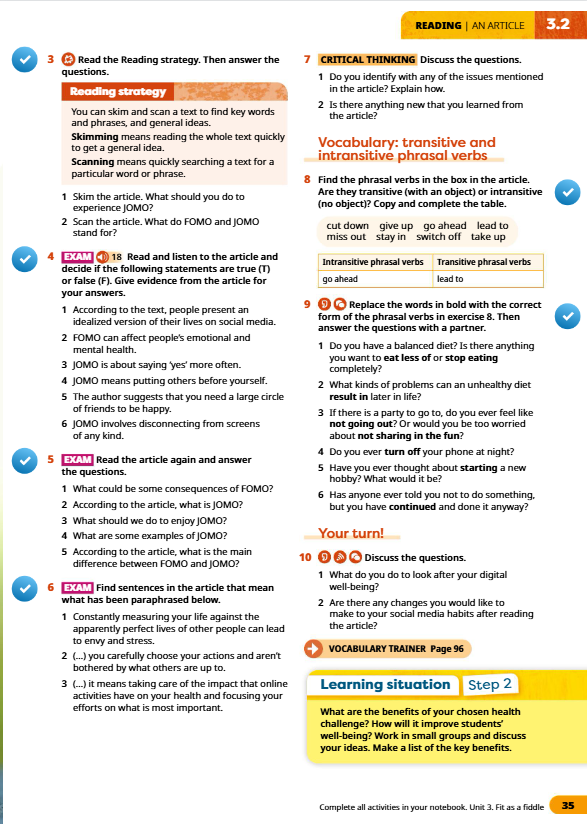 READING | AN ARTICLE 3.2
3 Read the Reading strategy. Then answer the
questions.
Reading strategy
You can skim and scan a text to find key words
and phrases, and general ideas.
Skimming means reading the whole text quickly
to get a general idea.
Scanning means quickly searching a text for a
particular word or phrase.
1 Skim the article. What should you do to
experience JOMO?
2 Scan the article. What do FOMO and JOMO
stand for?
4 EXAM 18 Read and listen to the article and
decide if the following statements are true (T)
or false (F). Give evidence from the article for
your answers.
1 According to the text, people present an
idealized version of their lives on social media.
2 FOMO can affect people's emotional and
mental health.
3 JOMO is about saying 'yes' more often.
4 JOMO means putting others before yourself.
5 The author suggests that you need a large circle
of friends to be happy.
6 JOMO involves disconnecting from screens
of any kind.
5 EXAM Read the article again and answer
the questions.
1 What could be some consequences of FOMO?
2 According to the article, what is JOMO?
3 What should we do to enjoy JOMO?
4 What are some examples of JOMO?
5 According to the article, what is the main
difference between FOMO and JOMO?
6 EXAM Find sentences in the article that mean
what has been paraphrased below.
1 Constantly measuring your life against the
apparently perfect lives of other people can lead
to envy and stress.
2 (...) you carefully choose your actions and aren't
bothered by what others are up to.
3 (...) it means taking care of the impact that online
activities have on your health and focusing your
efforts on what is most important.
7 CRITICAL THINKING Discuss the questions.
1 Do you identify with any of the issues mentioned
in the article? Explain how.
2 Is there anything new that you learned from
the article?
Vocabulary: transitive and
intransitive phrasal verbs
8 Find the phrasal verbs in the box in the article.
Are they transitive (with an object) or intransitive
(no object)? Copy and complete the table.
cut down give up go ahead lead to
miss out stay in switch off take up
Intransitive phrasal verbs Transitive phrasal verbs
go ahead lead to
9 Replace the words in bold with the correct
form of the phrasal verbs in exercise 8. Then
answer the questions with a partner.
1 Do you have a balanced diet? Is there anything
you want to eat less of or stop eating
completely?
2 What kinds of problems can an unhealthy diet
result in later in life?
3 If there is a party to go to, do you ever feel like
not going out? Or would you be too worried
about not sharing in the fun?
4 Do you ever turn off your phone at night?
5 Have you ever thought about starting a new
hobby? What would it be?
6 Has anyone ever told you not to do something,
but you have continued and done it anyway?
Your turn!
10 Discuss the questions.
1 What do you do to look after your digital
well-being?
2 Are there any changes you would like to
make to your social media habits after reading
the article?
VOCABULARY TRAINER Page 96
Learning situation Step 2
What are the benefits of your chosen health
challenge? How will it improve students'
well-being? Work in small groups and discuss
your ideas. Make a list of the key benefits.
Complete all activities in your notebook. Unit 3. Fit as a fiddle 35